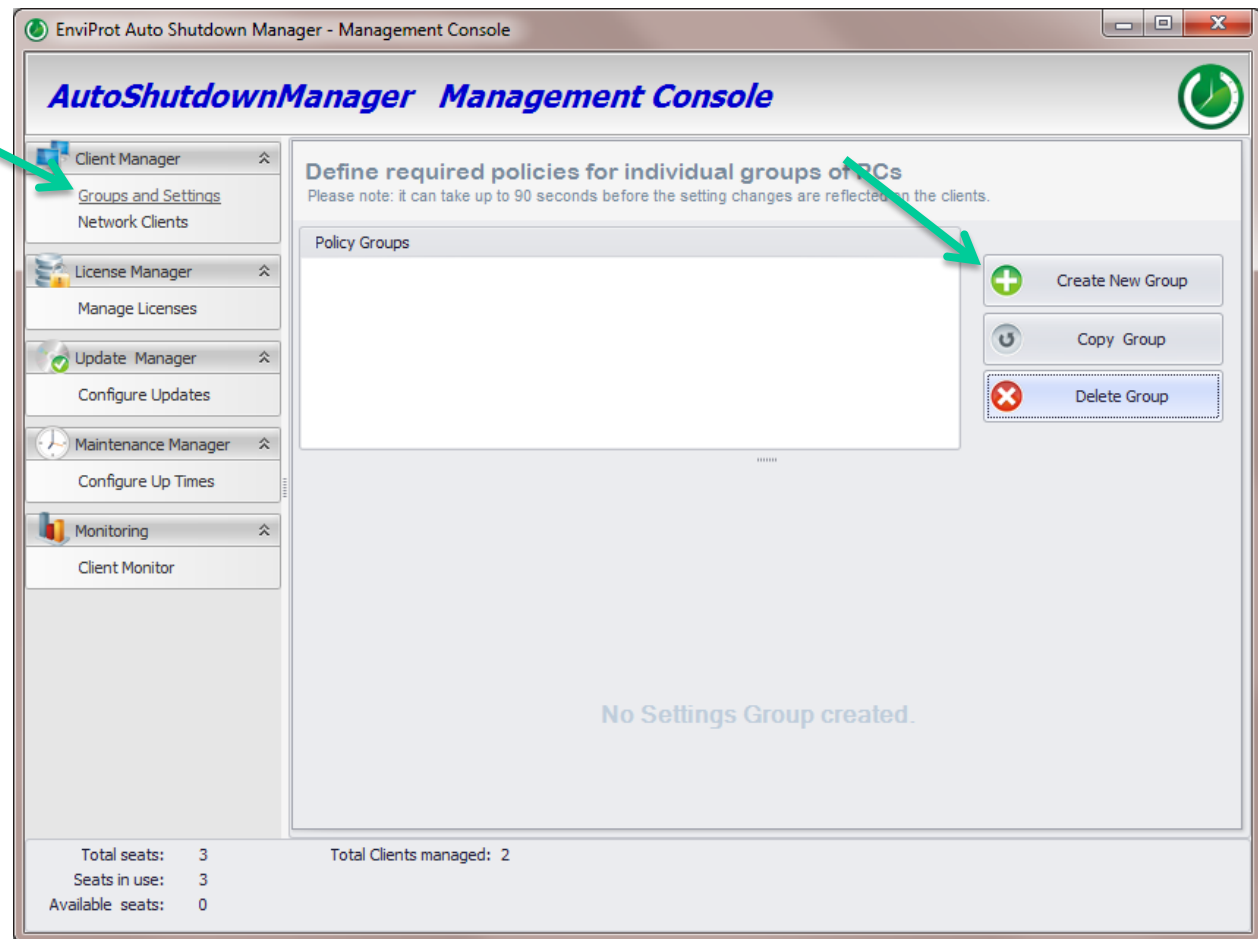 EnviProt Auto Shutdown Manager - Management Console
AutoShutdownManager Management Console
Client Manager
Groups and Settings
Network Clients
License Manager
Manage Licenses
Update Manager
Configure Updates
Maintenance Manager
Configure Up Times
Monitoring
Client Monitor
Define required policies for individual groups of PCs
Please note: it can take up to 90 seconds before the setting changes are reflected on the clients.
Policy Groups
Create New Group
Copy Group
Delete Group
No Settings Group created.
Total seats: 3 Total Clients managed: 2
Seats in use: 3
Available seats: 0